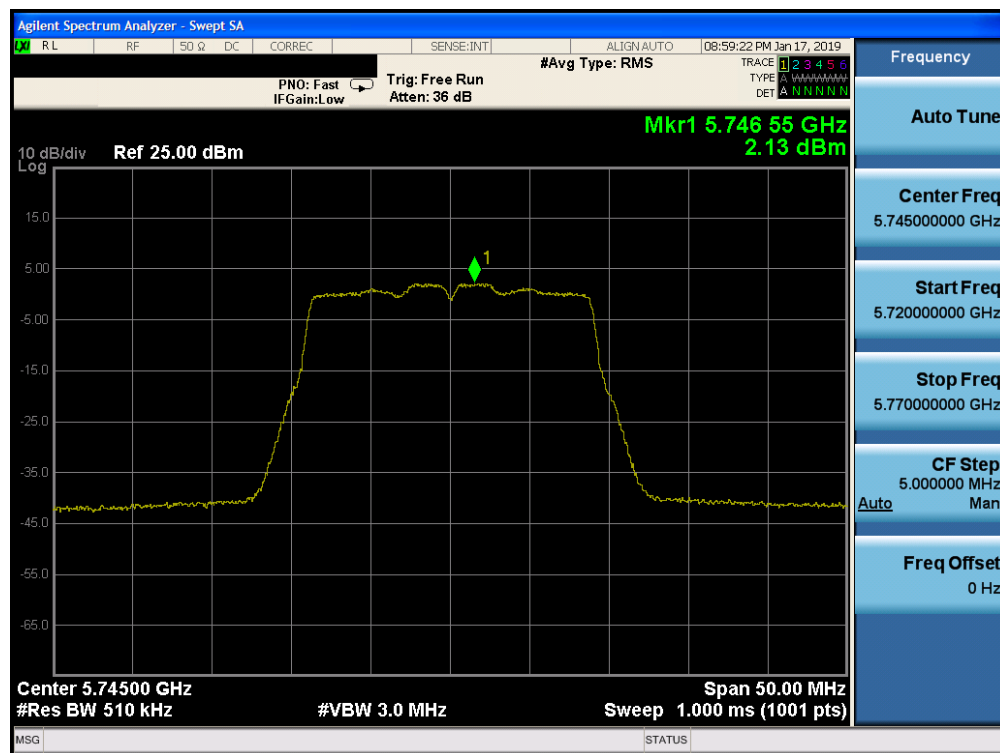 Agilent Spectrum Analyzer - Swept SA
LXI RL RF 50 Ω DC CORREC SENSE:INT ALIGN AUTO 08:59:22 PM Jan 17, 2019
PNO: Fast
IFGain:Low
Trig: Free Run
Atten: 36 dB
#Avg Type: RMS
TRACE 1 2 3 4 5 6
TYPE A WWWWW
DET A N N N N N
Mkr1 5.746 55 GHz
2.13 dBm
10 dB/div Ref 25.00 dBm
Log
15.0
5.00
-5.00
-15.0
-25.0
-35.0
-45.0
-55.0
-65.0
1
Center 5.74500 GHz Span 50.00 MHz
#Res BW 510 kHz #VBW 3.0 MHz Sweep 1.000 ms (1001 pts)
MSG STATUS
Frequency
Auto Tune
Center Freq
5.745000000 GHz
Start Freq
5.720000000 GHz
Stop Freq
5.770000000 GHz
CF Step
5.000000 MHz
Auto Man
Freq Offset
0 Hz